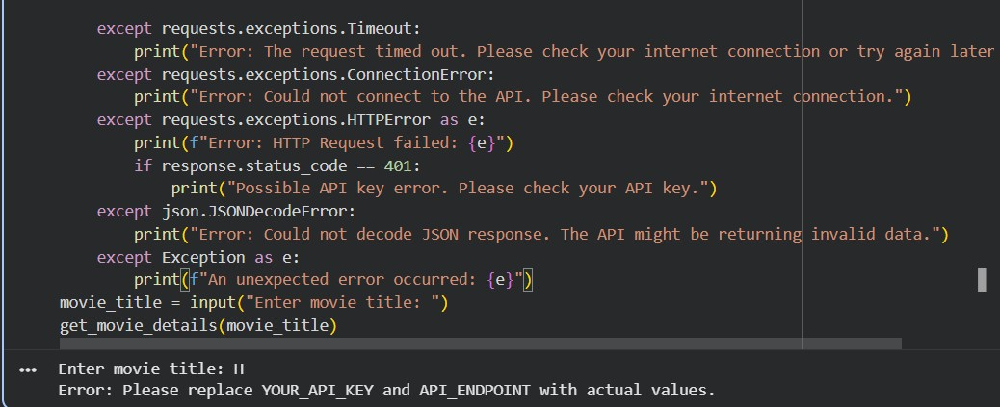 except requests.exceptions.Timeout:
print("Error: The request timed out. Please check your internet connection or try again later
except requests.exceptions.ConnectionError:
print("Error: Could not connect to the API. Please check your internet connection.")
except requests.exceptions.HTTPError as e:
print(f"Error: HTTP Request failed: {e}")
if response.status_code == 401:
print("Possible API key error. Please check your API key.")
except json.JSONDecodeError:
print("Error: Could not decode JSON response. The API might be returning invalid data.")
except Exception as e:
print(f"An unexpected error occurred: {e}")
movie_title = input("Enter movie title: ")
get_movie_details(movie_title)
Enter movie title: H
Error: Please replace YOUR_API_KEY and API_ENDPOINT with actual values.